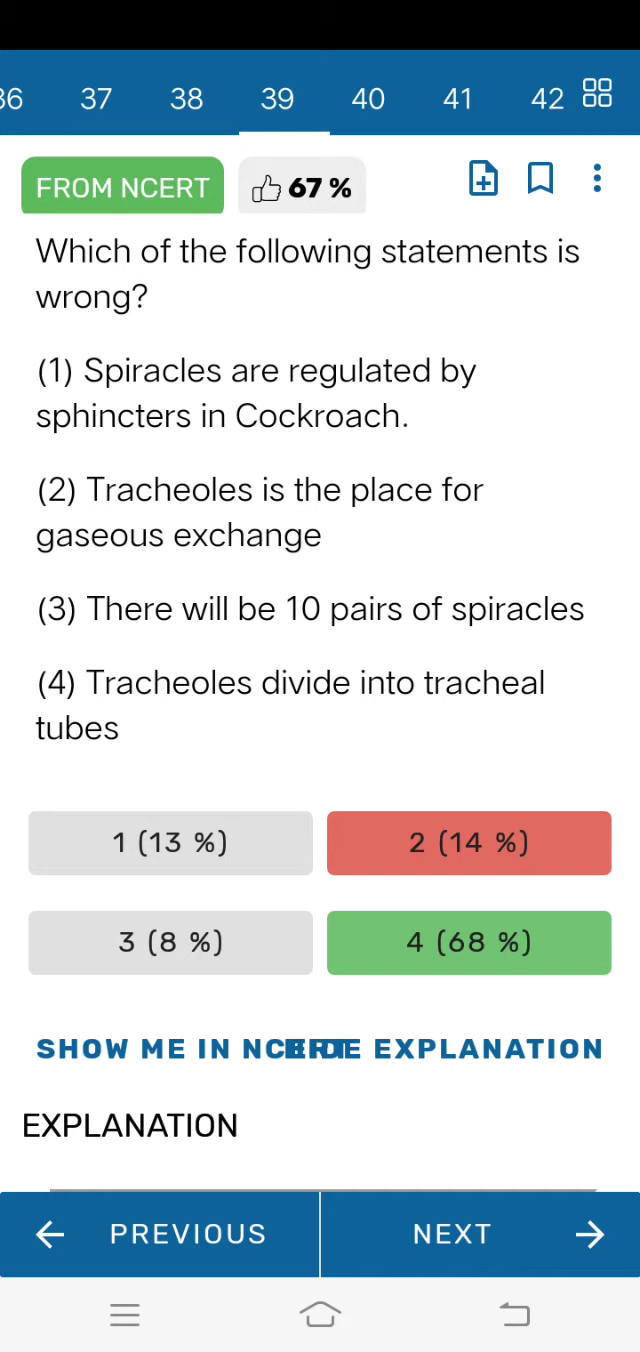 36 37 38 39 40 41 42
FROM NCERT 67 %
Which of the following statements is
wrong?
(1) Spiracles are regulated by
sphincters in Cockroach.
(2) Tracheoles is the place for
gaseous exchange
(3) There will be 10 pairs of spiracles
(4) Tracheoles divide into tracheal
tubes
1 (13 %) 2 (14 %)
3 (8 %) 4 (68 %)
SHOW ME IN NCERT HIDE EXPLANATION
EXPLANATION
PREVIOUS NEXT